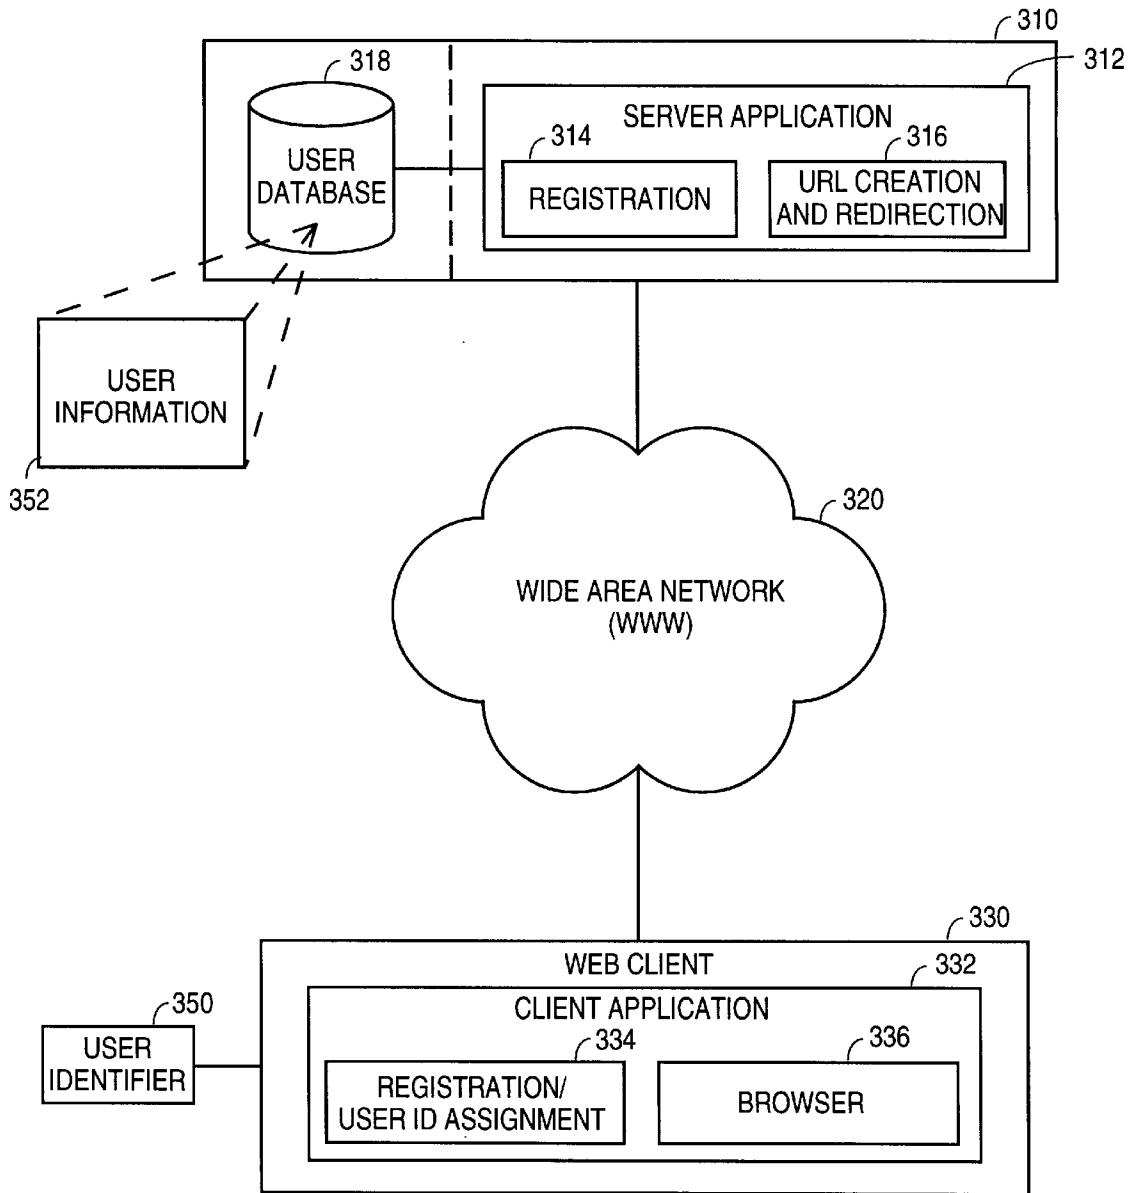 310
318
312
SERVER APPLICATION
314
316
USER
DATABASE
REGISTRATION
URL CREATION
AND REDIRECTION
USER
INFORMATION
352
320
WIDE AREA NETWORK
(WWW)
330
WEB CLIENT
332
CLIENT APPLICATION
350
334
336
USER
IDENTIFIER
REGISTRATION/
USER ID ASSIGNMENT
BROWSER